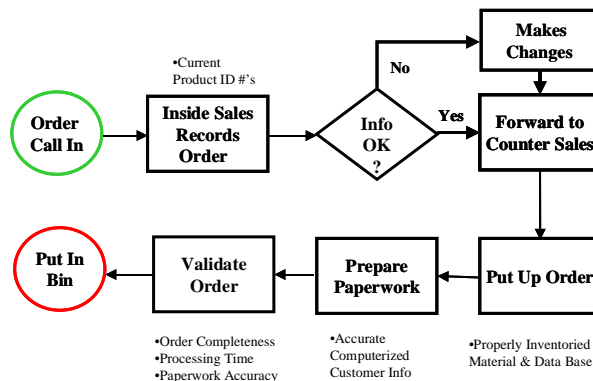 •Current
Product ID #'s
Makes
Changes
No
Order
Call In
Inside Sales
Records
Order
Info
OK
?
Yes
Forward to
Counter Sales
Put In
Bin
Validate
Order
Prepare
Paperwork
Put Up Order
•Order Completeness
•Processing Time
•Paperwork Accuracy
•Accurate
Computerized
Customer Info
•Properly Inventoried
Material & Data Base